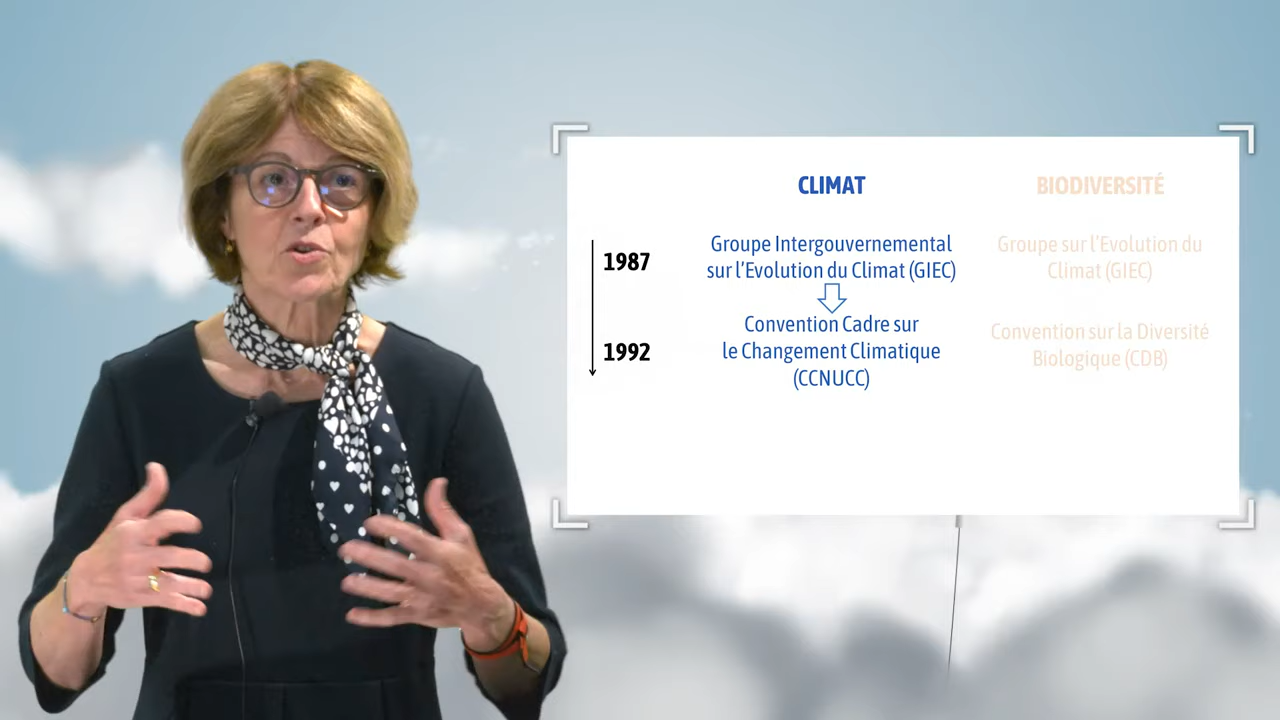 CLIMAT
BIODIVERSITÉ
1987
Groupe Intergouvernemental
sur l'Evolution du Climat (GIEC)
Groupe sur l'Evolution du
Climat (GIEC)
1992
Convention Cadre sur
le Changement Climatique
(CCNUCC)
Convention sur la Diversité
Biologique (CDB)